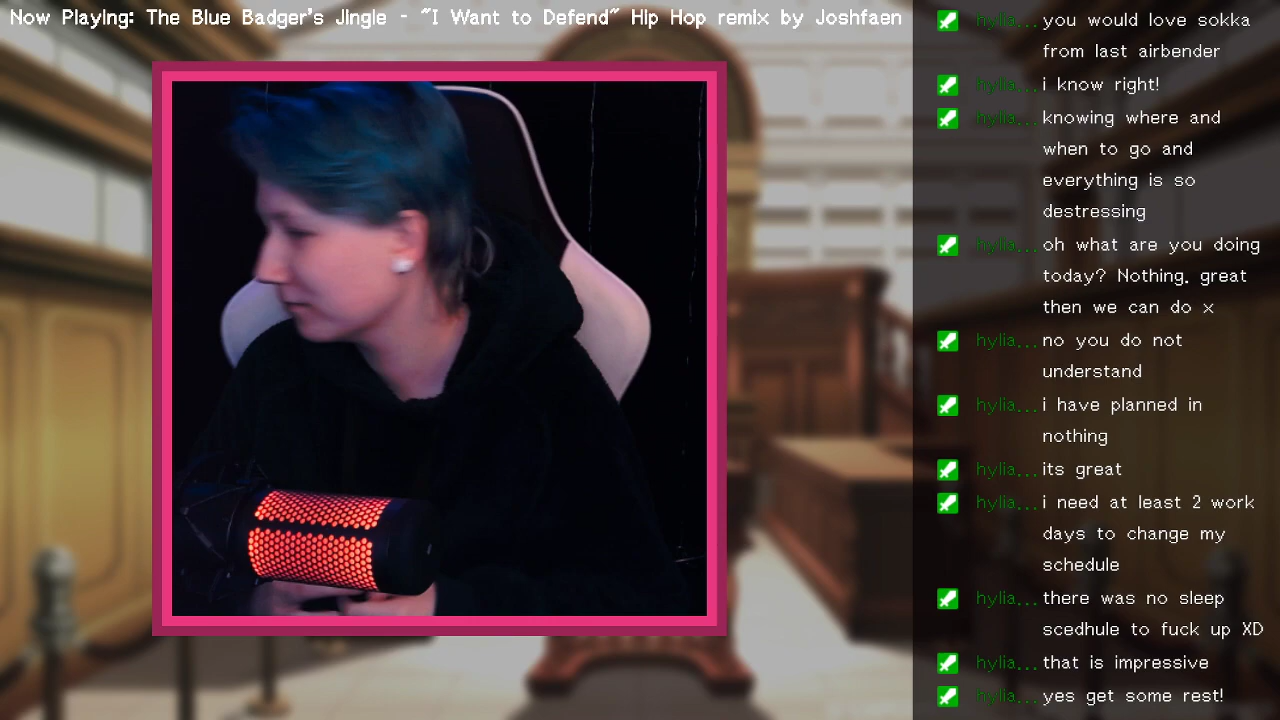 Now Playing: The Blue Badger's Jingle - "I Want to Defend" Hip Hop remix by Joshfaen
hylia... you would love sokka
from last airbender
hylia... i know right!
hylia... knowing where and
when to go and
everything is so
destressing
hylia... oh what are you doing
today? Nothing. great
then we can do x
hylia... no you do not
understand
hylia... i have planned in
nothing
hylia... its great
hylia... i need at least 2 work
days to change my
schedule
hylia... there was no sleep
scedhule to fuck up XD
hylia... that is impressive
hylia... yes get some rest!